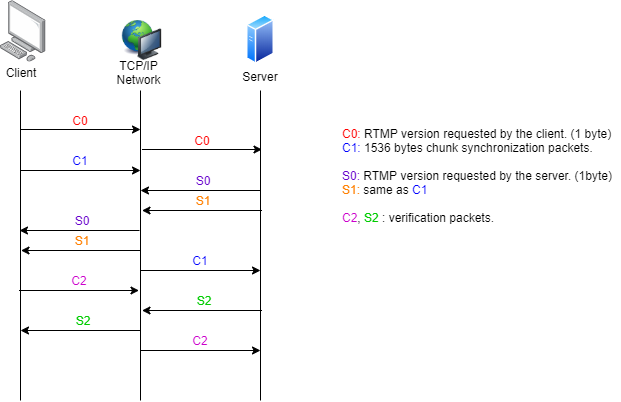 Client
TCP/IP
Network
Server
C0
C0
C1
S0
S1
S0
S1
C1
C2
S2
S2
C2
C0: RTMP version requested by the client. (1 byte)
C1: 1536 bytes chunk synchronization packets.
S0: RTMP version requested by the server. (1byte)
S1: same as C1
C2, S2 : verification packets.